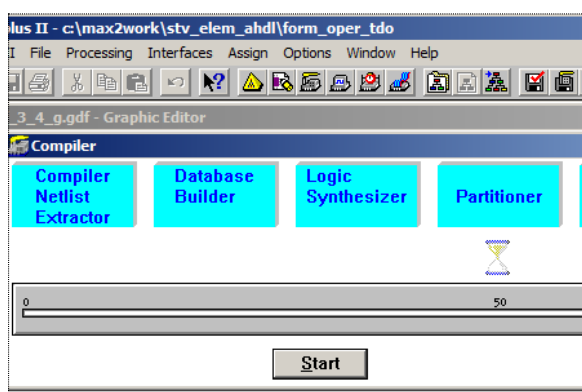 plus II - c:\max2work\stv_elem_ahdl\form_oper_tdo
File Processing Interfaces Assign Options Window Help
_3_4_g.gdf - Graphic Editor
Compiler
Compiler Netlist Extractor
Database Builder
Logic Synthesizer
Partitioner
0 50
Start